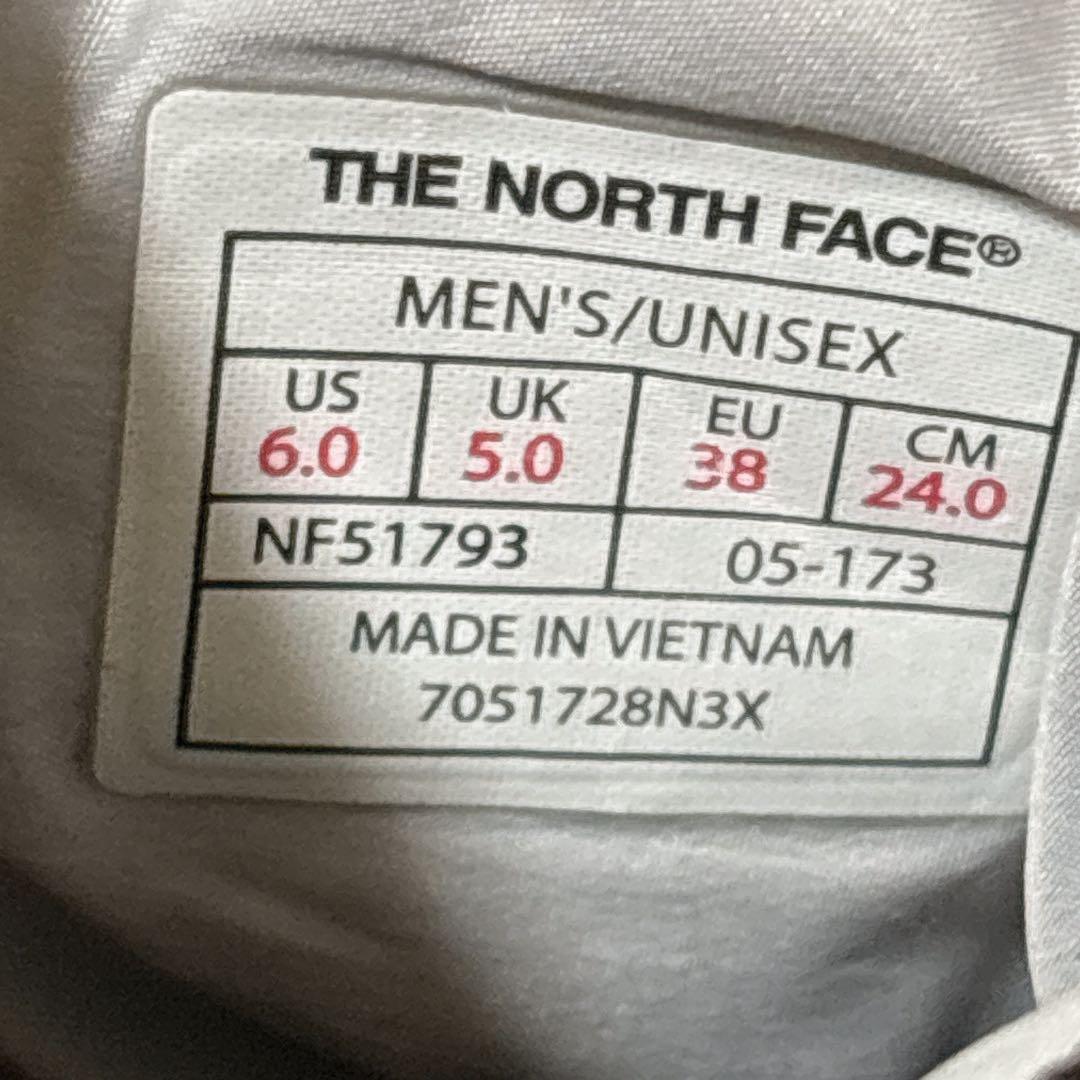 THE NORTH FACE®
MEN'S/UNISEX
US UK EU CM
6.0 5.0 38 24.0
NF51793 05-173
MADE IN VIETNAM
7051728N3X